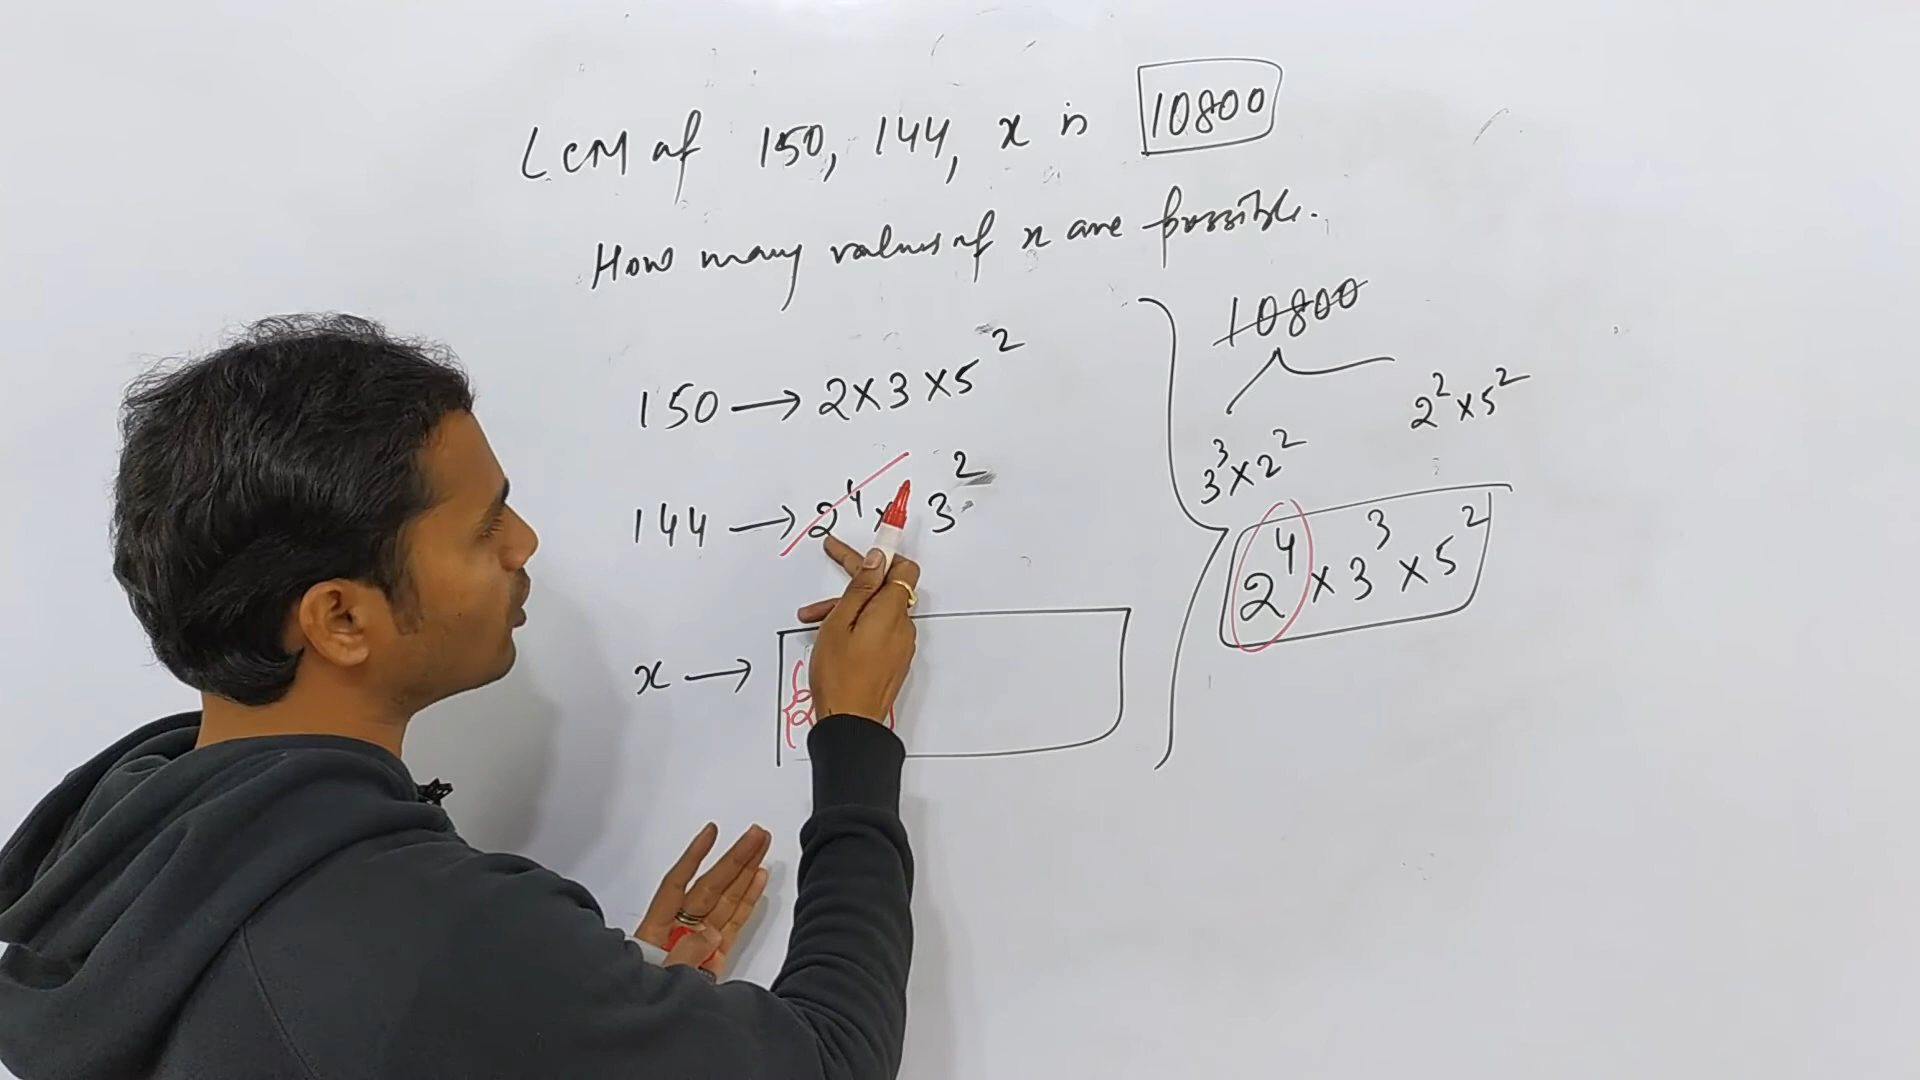 LCM of 150, 144, x is 10800
How many values of x are possible.
10800
150 → 2×3×5²
2²×5²
3³×2²
144 → 2⁴× 3²
2⁴×3³×5²
x →